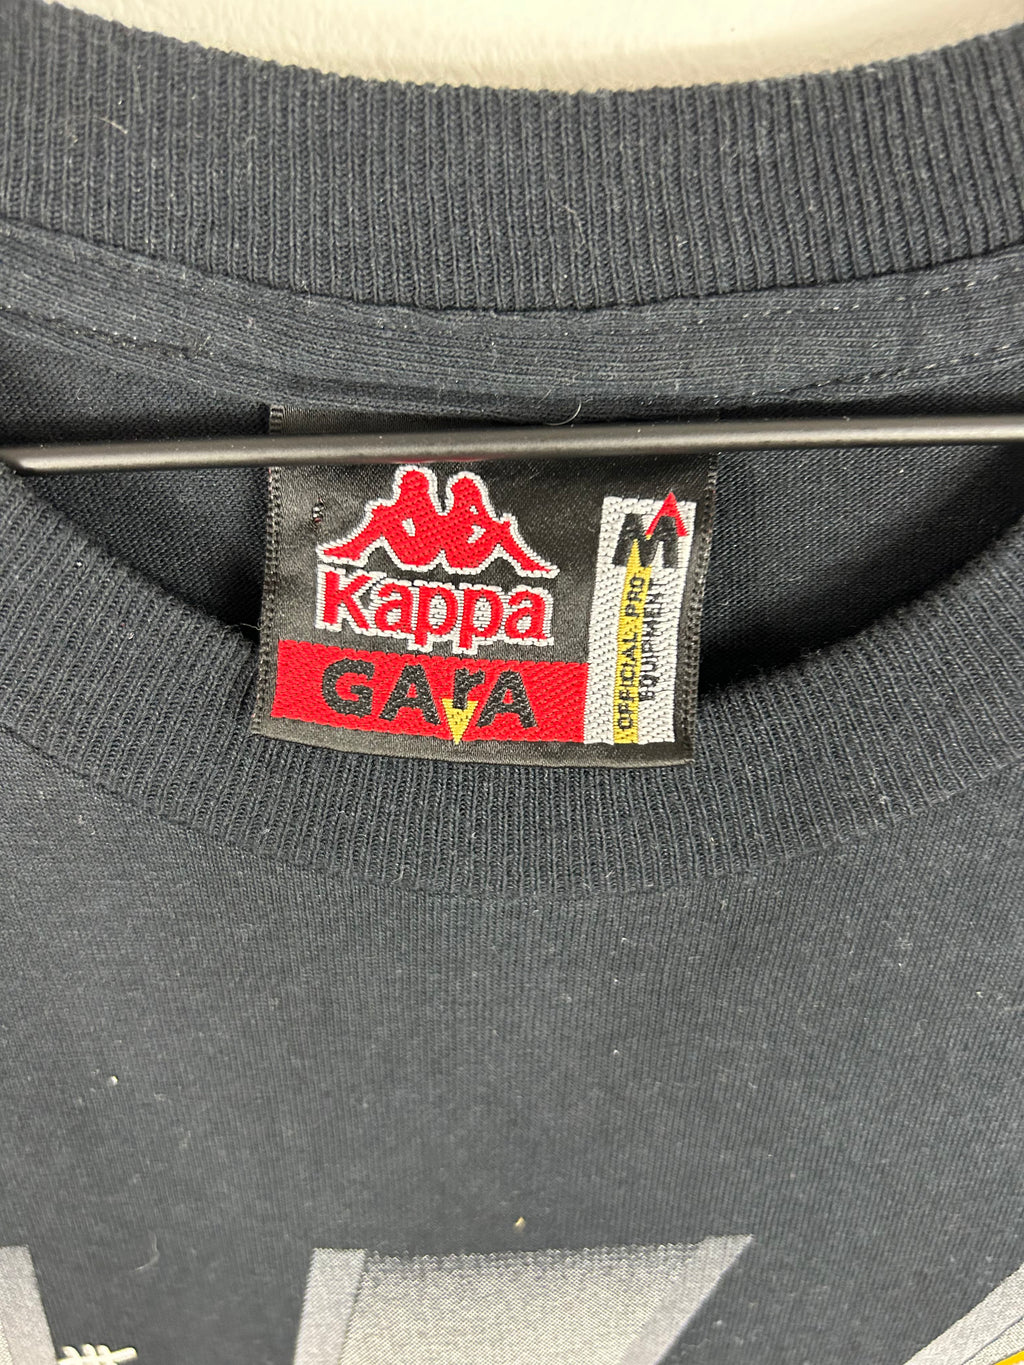 Kappa
GArA
M
OFFICIAL PRO
EQUIPMENT